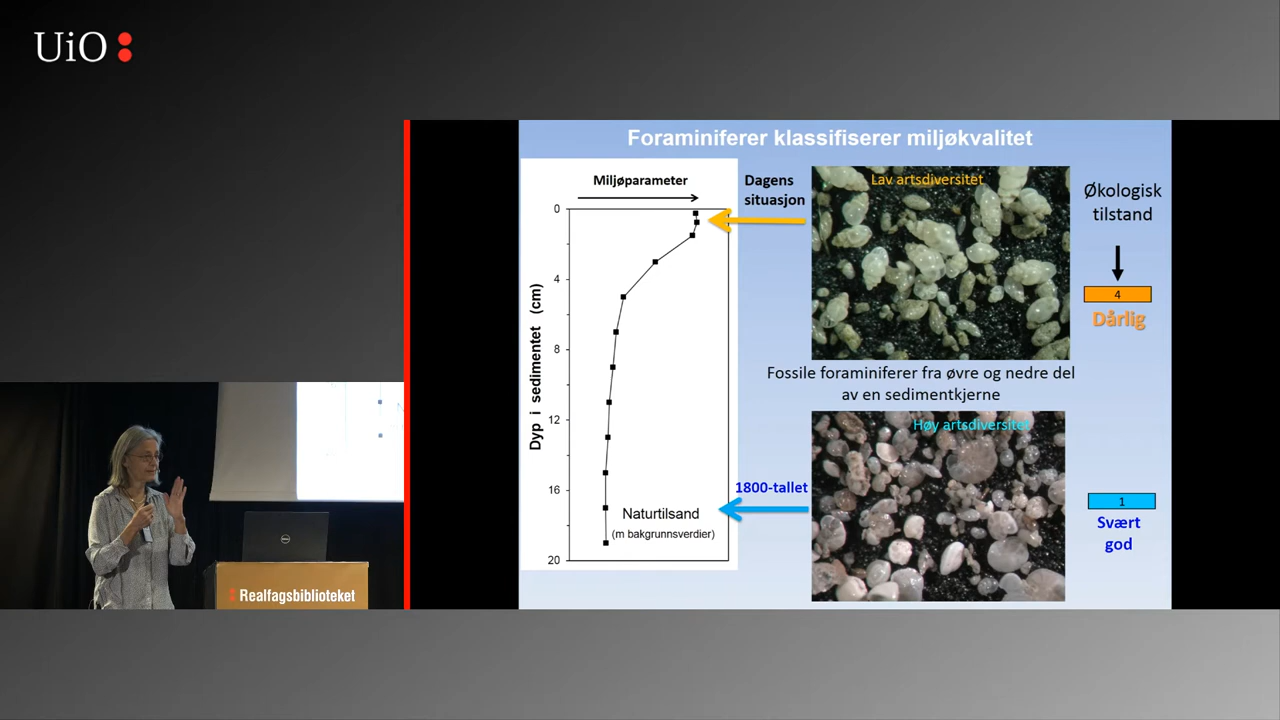 UiO
Foraminiferer klassifiserer miljøkvalitet
Miljøparameter
Dagens
situasjon
Lav artsdiversitet
Økologisk
tilstand
0
4
8
12
16
20
Dyp i sedimentet (cm)
4
Dårlig
Fossile foraminiferer fra øvre og nedre del
av en sedimentkjerne
Høy artsdiversitet
1800-tallet
Naturtilsand
(m bakgrunnsverdier)
1
Svært
god
Realfagsbiblioteket